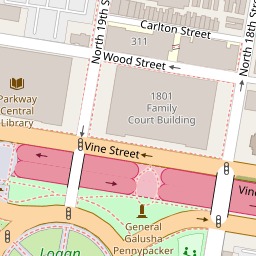 Carlton Street
North 19th Street
North 18th
311
Wood Street
Parkway
Central
Library
1801
Family
Court Building
Vine Street
Vine
General
Galusha
Pennypacker
Logan